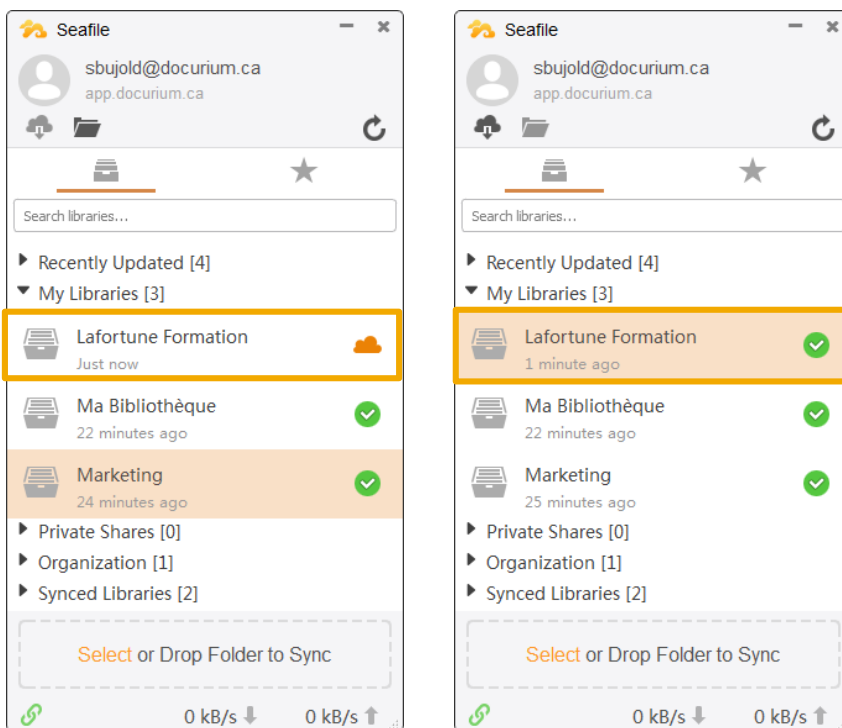 Seafile
sbujold@docurium.ca
app.docurium.ca
Search libraries...
Recently Updated [4]
My Libraries [3]
Lafortune Formation
Just now
Ma Bibliothèque
22 minutes ago
Marketing
24 minutes ago
Private Shares [0]
Organization [1]
Synced Libraries [2]
Select or Drop Folder to Sync
0 kB/s 0 kB/s
Seafile
sbujold@docurium.ca
app.docurium.ca
Search libraries...
Recently Updated [4]
My Libraries [3]
Lafortune Formation
1 minute ago
Ma Bibliothèque
22 minutes ago
Marketing
25 minutes ago
Private Shares [0]
Organization [1]
Synced Libraries [2]
Select or Drop Folder to Sync
0 kB/s 0 kB/s